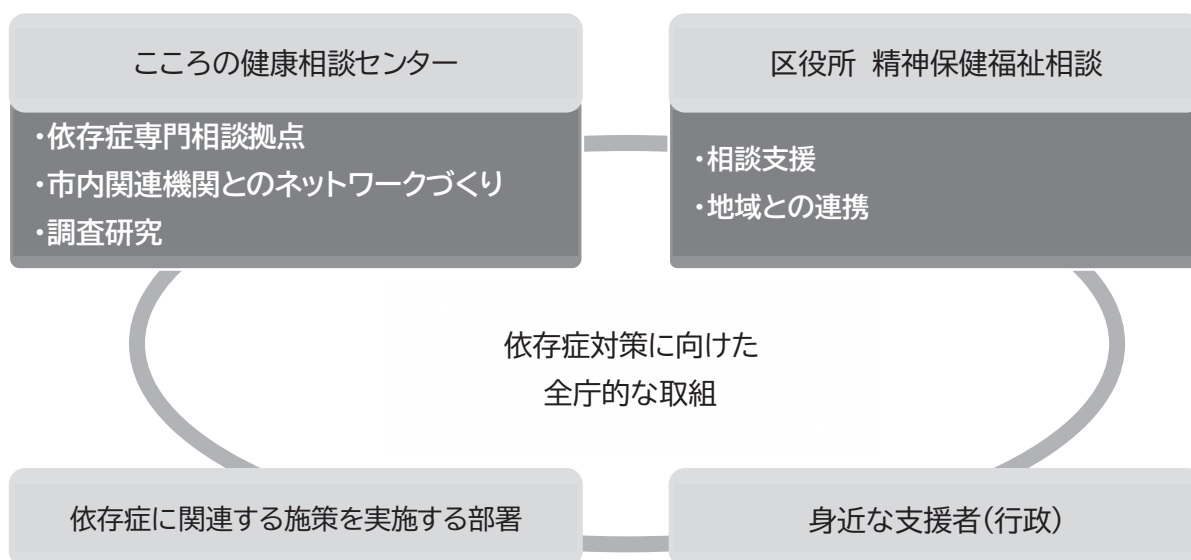 こころの健康相談センター
・依存症専門相談拠点
・市内関連機関とのネットワークづくり
・調査研究
区役所 精神保健福祉相談
・相談支援
・地域との連携
依存症対策に向けた
全庁的な取組
依存症に関連する施策を実施する部署
身近な支援者(行政)